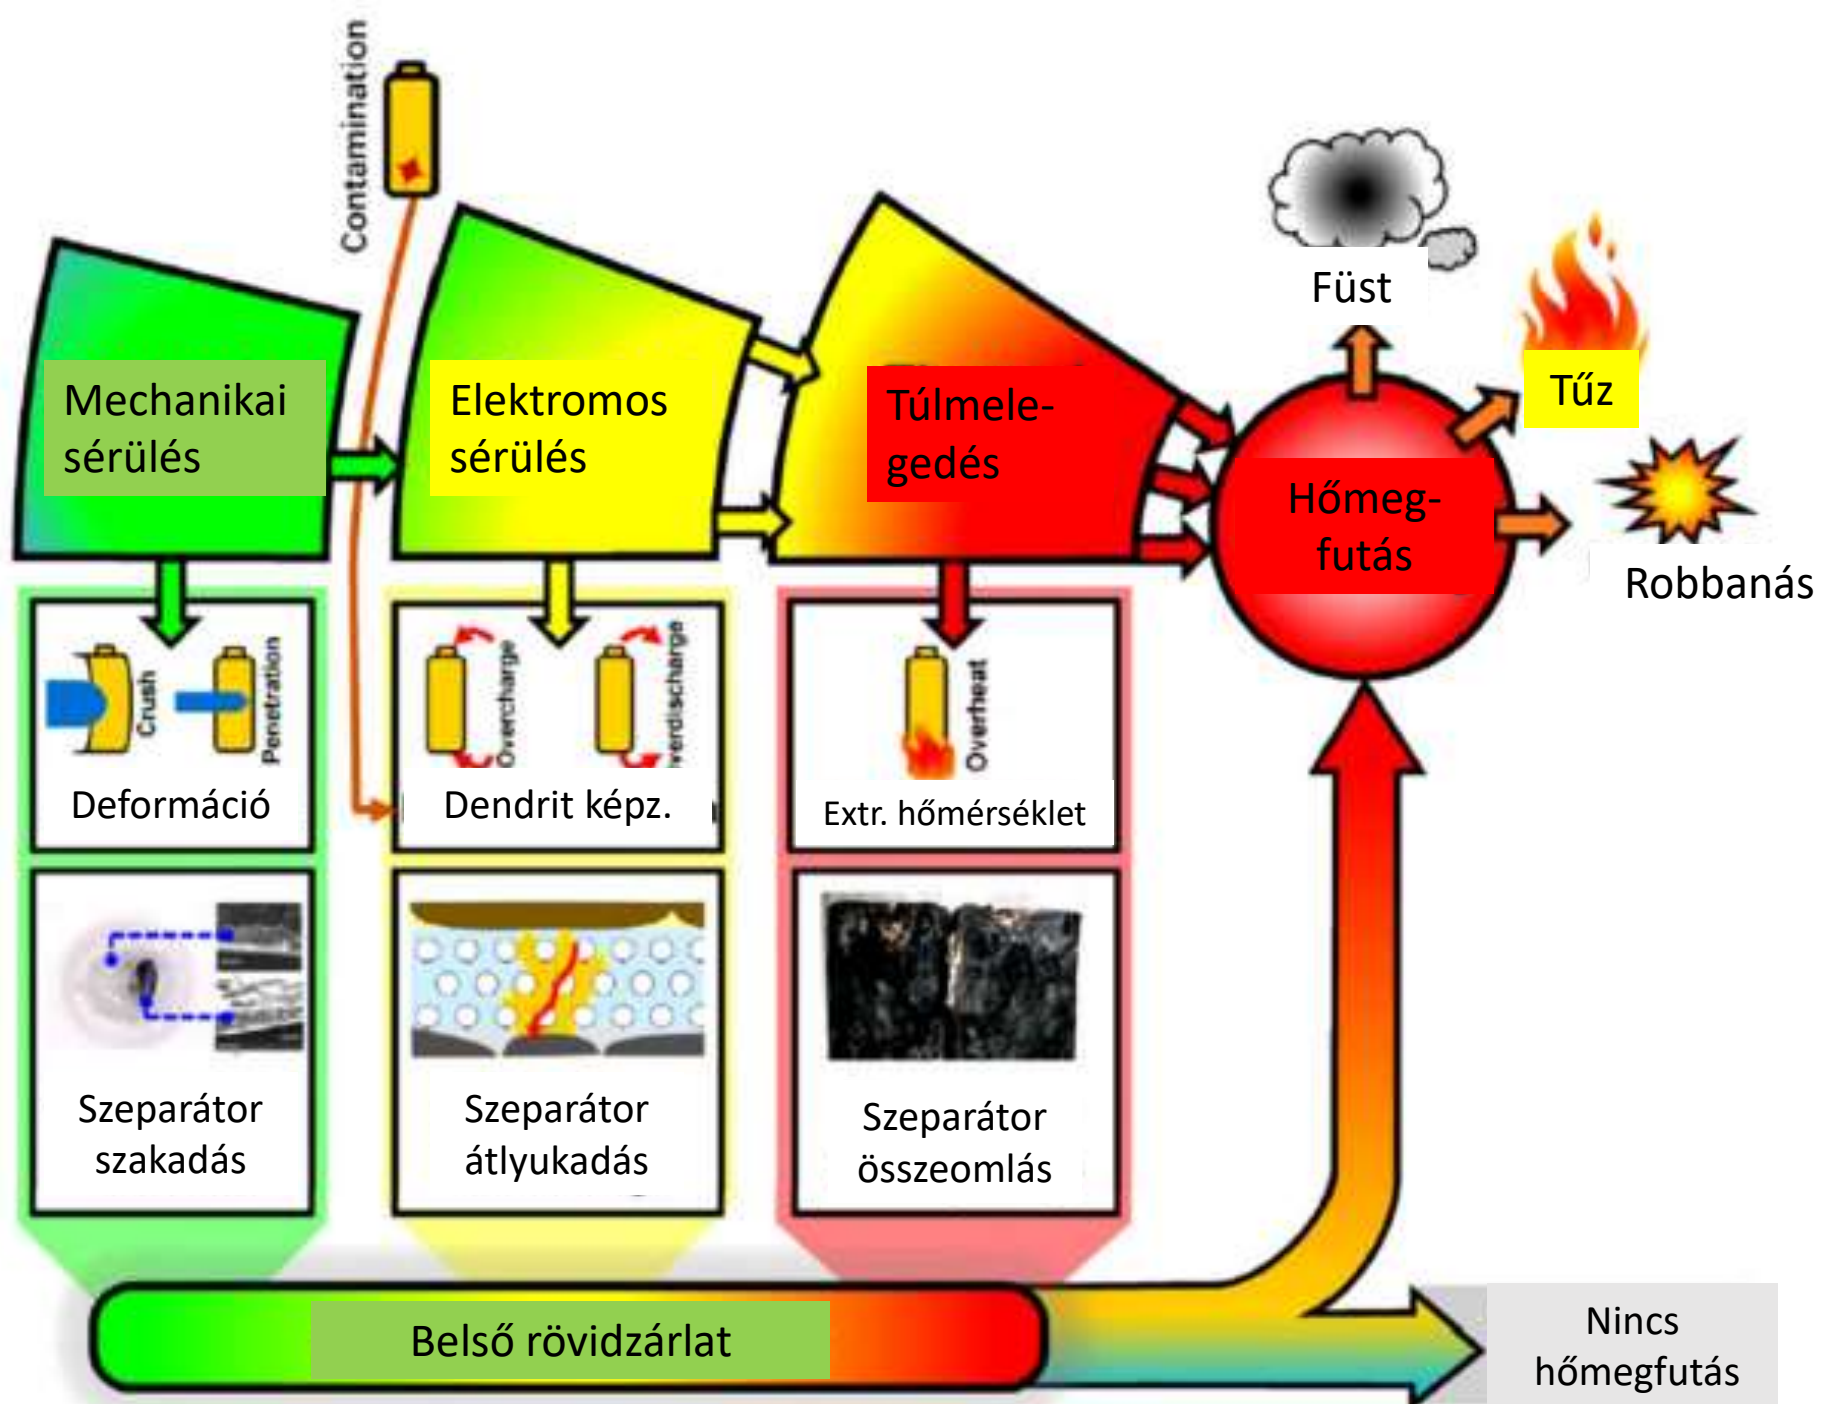 Contamination
Füst
Tűz
Mechanikai
sérülés
Elektromos
sérülés
Túlmele-
gedés
Hőmeg-
futás
Robbanás
Crush
Penetration
Overcharge
Overheat
Deformáció
Dendrit képz.
Extr. hőmérséklet
Szeparátor
szakadás
Szeparátor
átlyukadás
Szeparátor
összeomlás
Belső rövidzárlat
Nincs
hőmegfutás